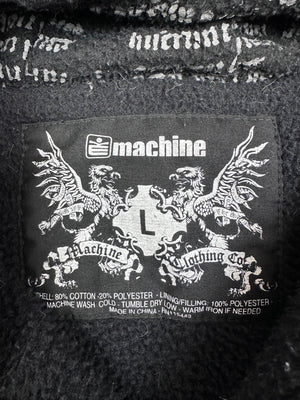 machine
L
Machine Clothing Co.
SHELL: 80% COTTON -20% POLYESTER - LINING/FILLING: 100% POLYESTER
MACHINE WASH COLD - TUMBLE DRY LOW - WARM IRON IF NEEDED
MADE IN CHINA -